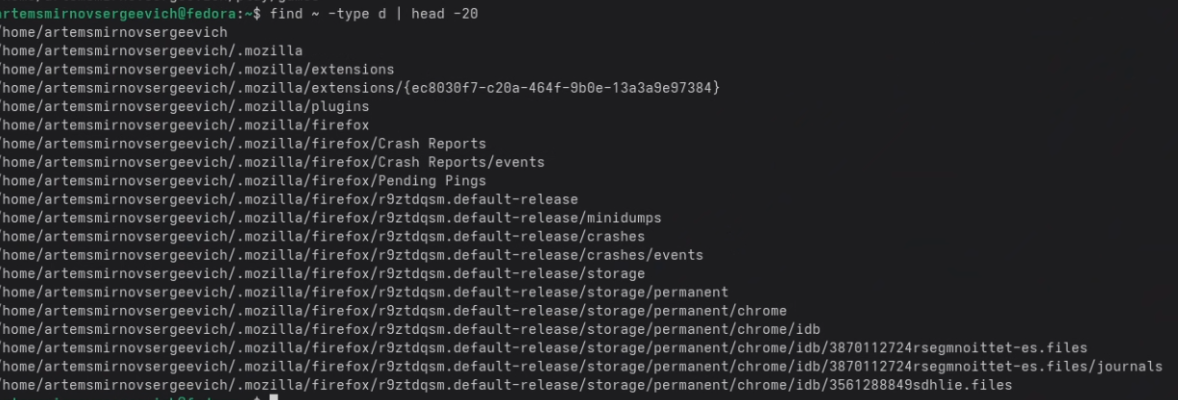 artemsmirnovsergeevich@fedora:~$ find ~ -type d | head -20
/home/artemsmirnovsergeevich
/home/artemsmirnovsergeevich/.mozilla
/home/artemsmirnovsergeevich/.mozilla/extensions
/home/artemsmirnovsergeevich/.mozilla/extensions/{ec8030f7-c20a-464f-9b0e-13a3a9e97384}
/home/artemsmirnovsergeevich/.mozilla/plugins
/home/artemsmirnovsergeevich/.mozilla/firefox
/home/artemsmirnovsergeevich/.mozilla/firefox/Crash Reports
/home/artemsmirnovsergeevich/.mozilla/firefox/Crash Reports/events
/home/artemsmirnovsergeevich/.mozilla/firefox/Pending Pings
/home/artemsmirnovsergeevich/.mozilla/firefox/r9ztdqsm.default-release
/home/artemsmirnovsergeevich/.mozilla/firefox/r9ztdqsm.default-release/minidumps
/home/artemsmirnovsergeevich/.mozilla/firefox/r9ztdqsm.default-release/crashes
/home/artemsmirnovsergeevich/.mozilla/firefox/r9ztdqsm.default-release/crashes/events
/home/artemsmirnovsergeevich/.mozilla/firefox/r9ztdqsm.default-release/storage
/home/artemsmirnovsergeevich/.mozilla/firefox/r9ztdqsm.default-release/storage/permanent
/home/artemsmirnovsergeevich/.mozilla/firefox/r9ztdqsm.default-release/storage/permanent/chrome
/home/artemsmirnovsergeevich/.mozilla/firefox/r9ztdqsm.default-release/storage/permanent/chrome/idb
/home/artemsmirnovsergeevich/.mozilla/firefox/r9ztdqsm.default-release/storage/permanent/chrome/idb/3870112724rsegmnoittet-es.files
/home/artemsmirnovsergeevich/.mozilla/firefox/r9ztdqsm.default-release/storage/permanent/chrome/idb/3870112724rsegmnoittet-es.files/journals
/home/artemsmirnovsergeevich/.mozilla/firefox/r9ztdqsm.default-release/storage/permanent/chrome/idb/3561288849sdhlie.files